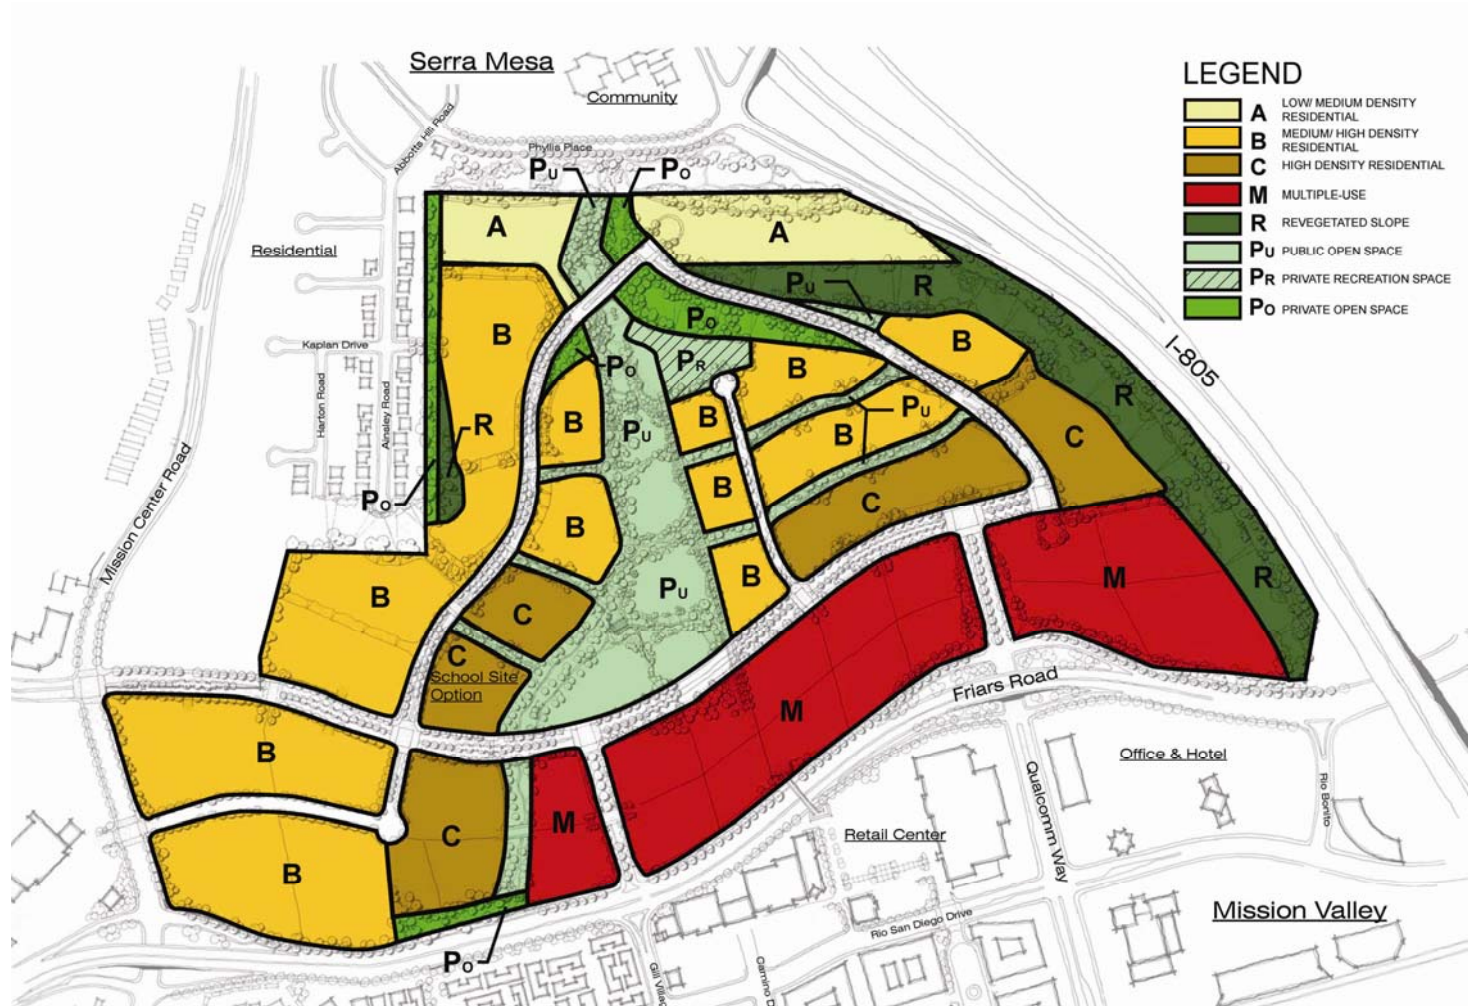 Serra Mesa
Community
Abbotts Hill Road
Phyllis Place
PU
PO
LEGEND
A LOW/ MEDIUM DENSITY
RESIDENTIAL
B MEDIUM/ HIGH DENSITY
RESIDENTIAL
C HIGH DENSITY RESIDENTIAL
M MULTIPLE-USE
R REVEGETATED SLOPE
PU PUBLIC OPEN SPACE
PR PRIVATE RECREATION SPACE
PO PRIVATE OPEN SPACE
A
A
Residential
R
PU
PO
B
B
I-805
Kaplan Drive
PO
PR
B
Harton Road
Ainsley Road
B
B
PU
R
R
PU
B
C
PO
B
C
B
Mission Center Road
B
PU
B
M
R
C
C
School Site
Option
Friars Road
M
B
Office & Hotel
Qualcomm Way
Rio Bonito
C
M
Retail Center
B
Mission Valley
Rio San Diego Drive
PO